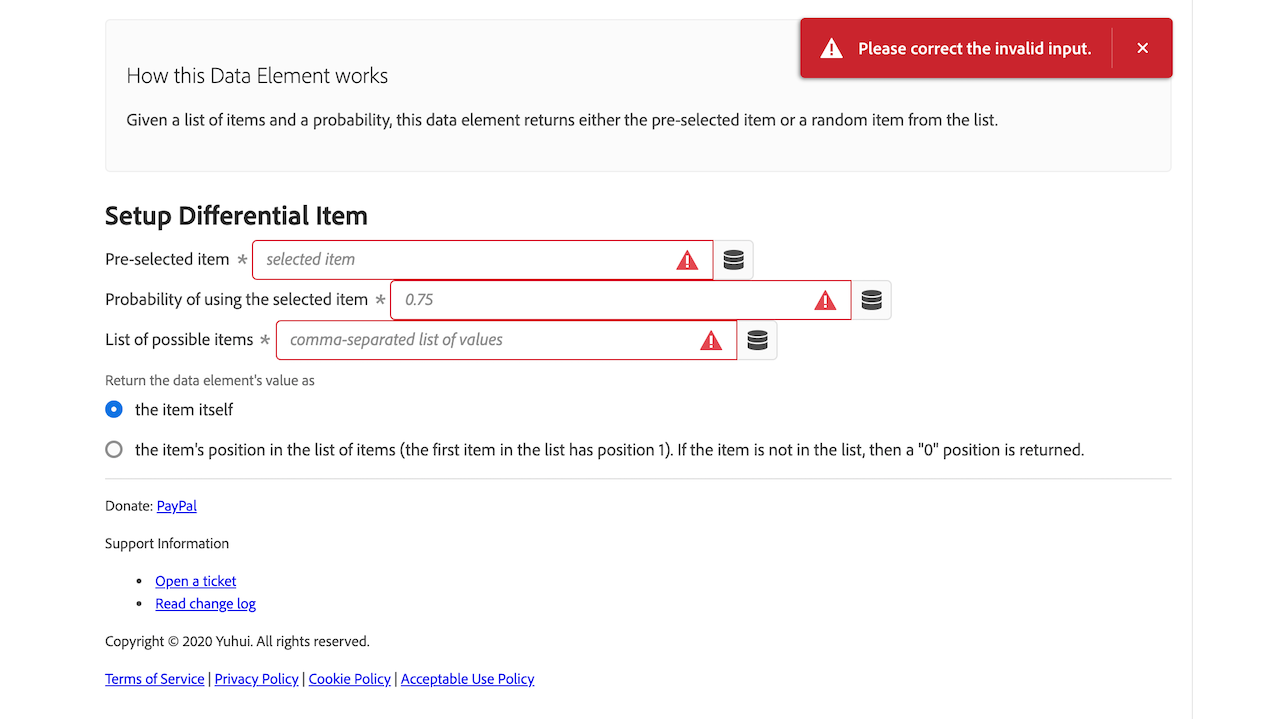 Please correct the invalid input.
How this Data Element works
Given a list of items and a probability, this data element returns either the pre-selected item or a random item from the list.
Setup Differential Item
Pre-selected item * selected item
Probability of using the selected item * 0.75
List of possible items * comma-separated list of values
Return the data element's value as
the item itself
the item's position in the list of items (the first item in the list has position 1). If the item is not in the list, then a "0" position is returned.
Donate: PayPal
Support Information
• Open a ticket
• Read change log
Copyright © 2020 Yuhui. All rights reserved.
Terms of Service | Privacy Policy | Cookie Policy | Acceptable Use Policy